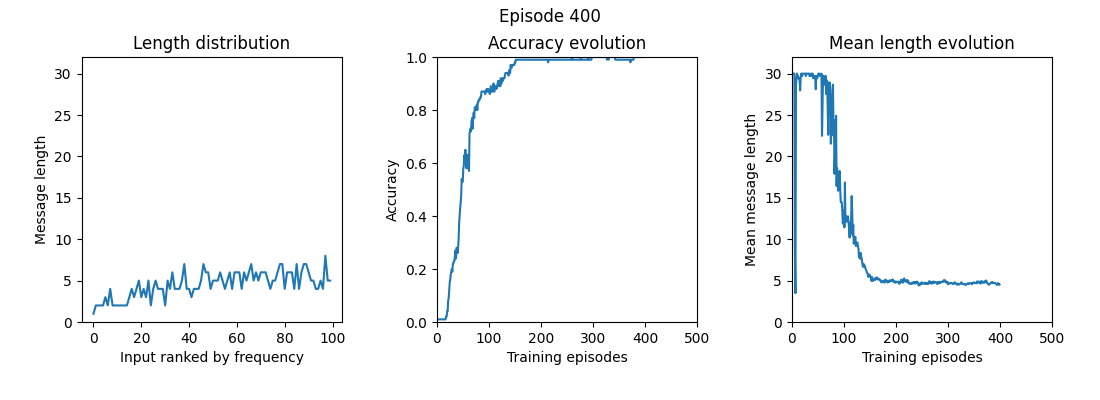 Episode 400
Length distribution
Message length
30
25
20
15
10
5
0
0 20 40 60 80 100
Input ranked by frequency
Accuracy evolution
Accuracy
1.0
0.8
0.6
0.4
0.2
0.0
0 100 200 300 400 500
Training episodes
Mean length evolution
Mean message length
30
25
20
15
10
5
0
0 100 200 300 400 500
Training episodes